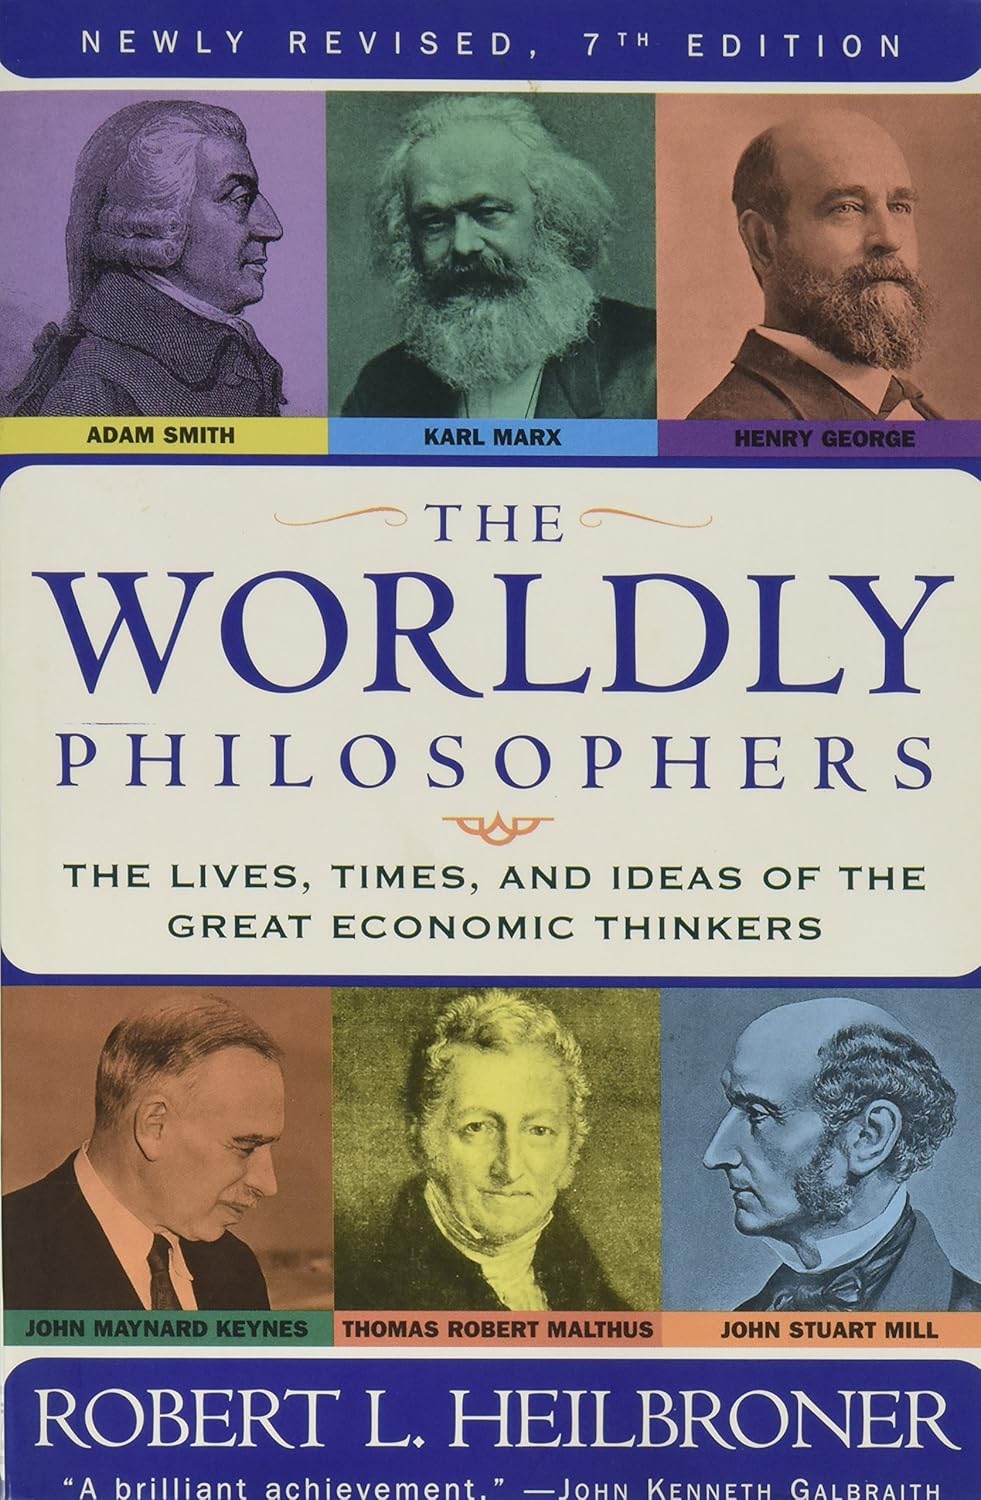 NEWLY REVISED, 7TH EDITION
ADAM SMITH
KARL MARX
HENRY GEORGE
THE
WORLDLY
PHILOSOPHERS
THE LIVES, TIMES, AND IDEAS OF THE
GREAT ECONOMIC THINKERS
JOHN MAYNARD KEYNES
THOMAS ROBERT MALTHUS
JOHN STUART MILL
ROBERT L. HEILBRONER
"A brilliant achievement." —JOHN KENNETH GALBRAITH